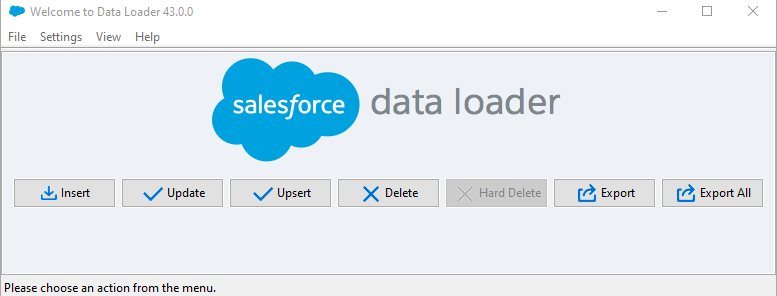 Welcome to Data Loader 43.0.0
File Settings View Help
salesforce data loader
Insert Update Upsert Delete Hard Delete Export Export All
Please choose an action from the menu.